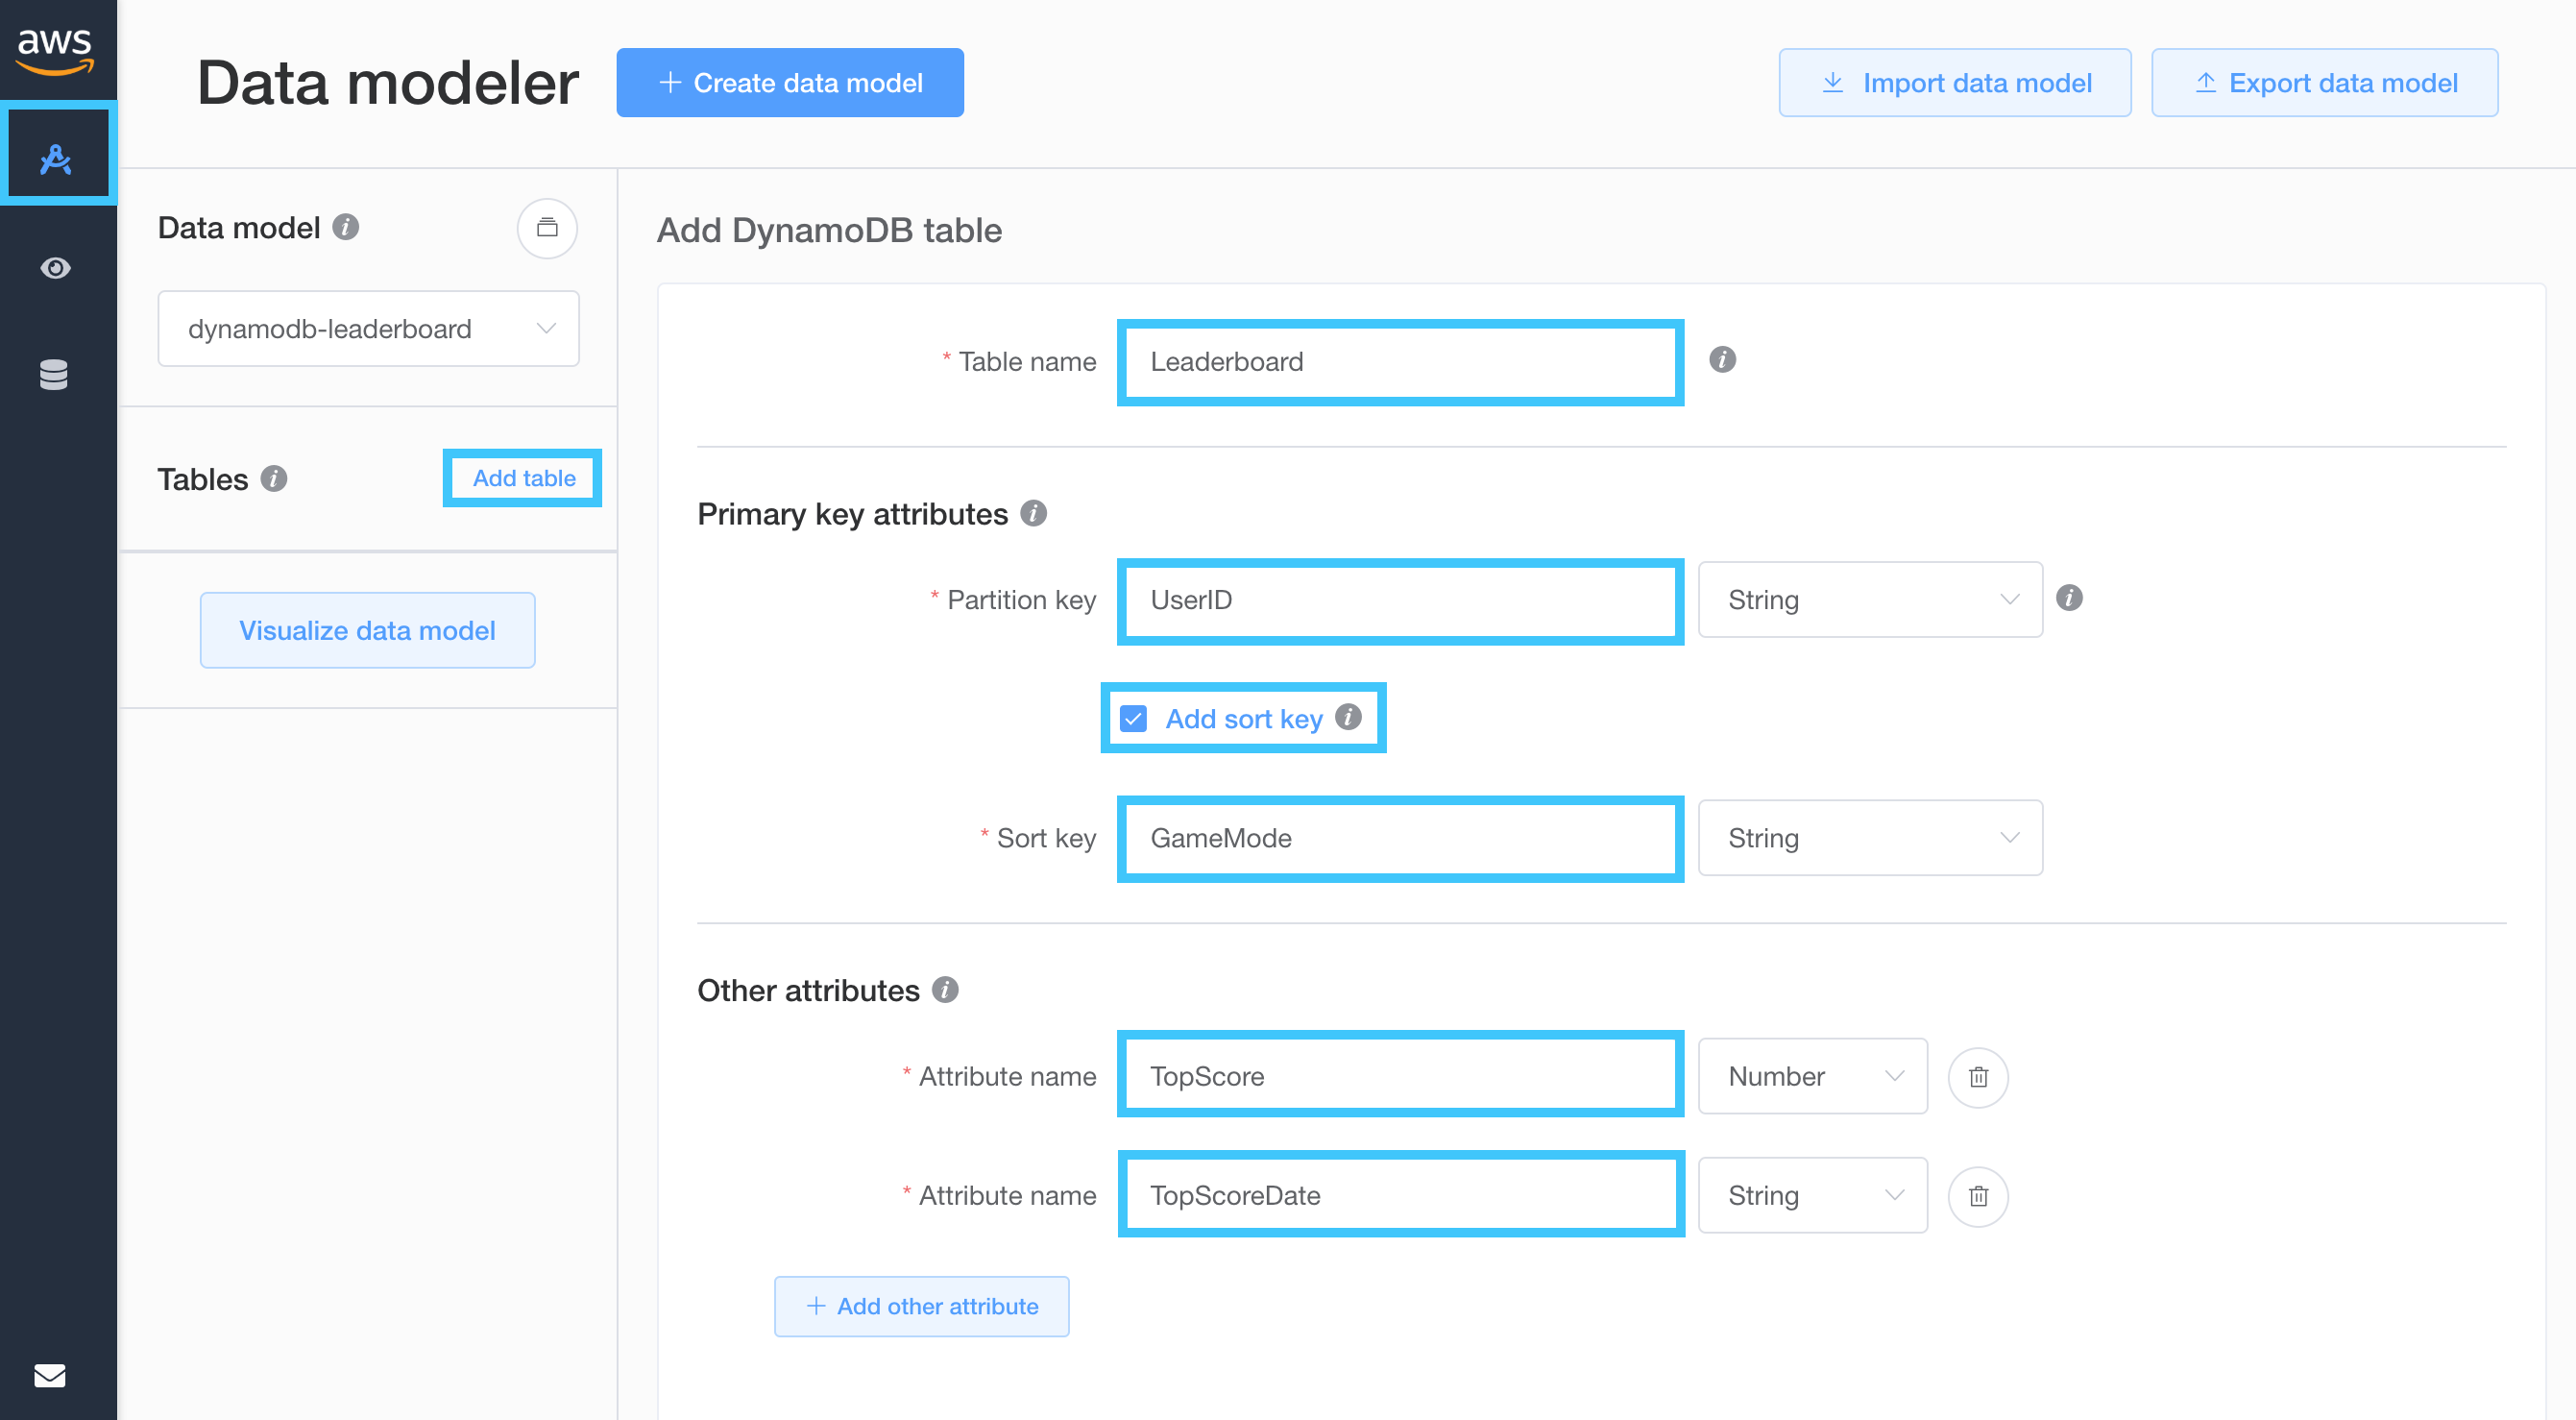 aws
Data modeler
+ Create data model
Import data model
Export data model
Data model i
dynamodb-leaderboard
Tables i
Add table
Visualize data model
Add DynamoDB table
* Table name Leaderboard i
Primary key attributes i
* Partition key UserID String i
Add sort key i
* Sort key GameMode String
Other attributes i
* Attribute name TopScore Number
* Attribute name TopScoreDate String
+ Add other attribute